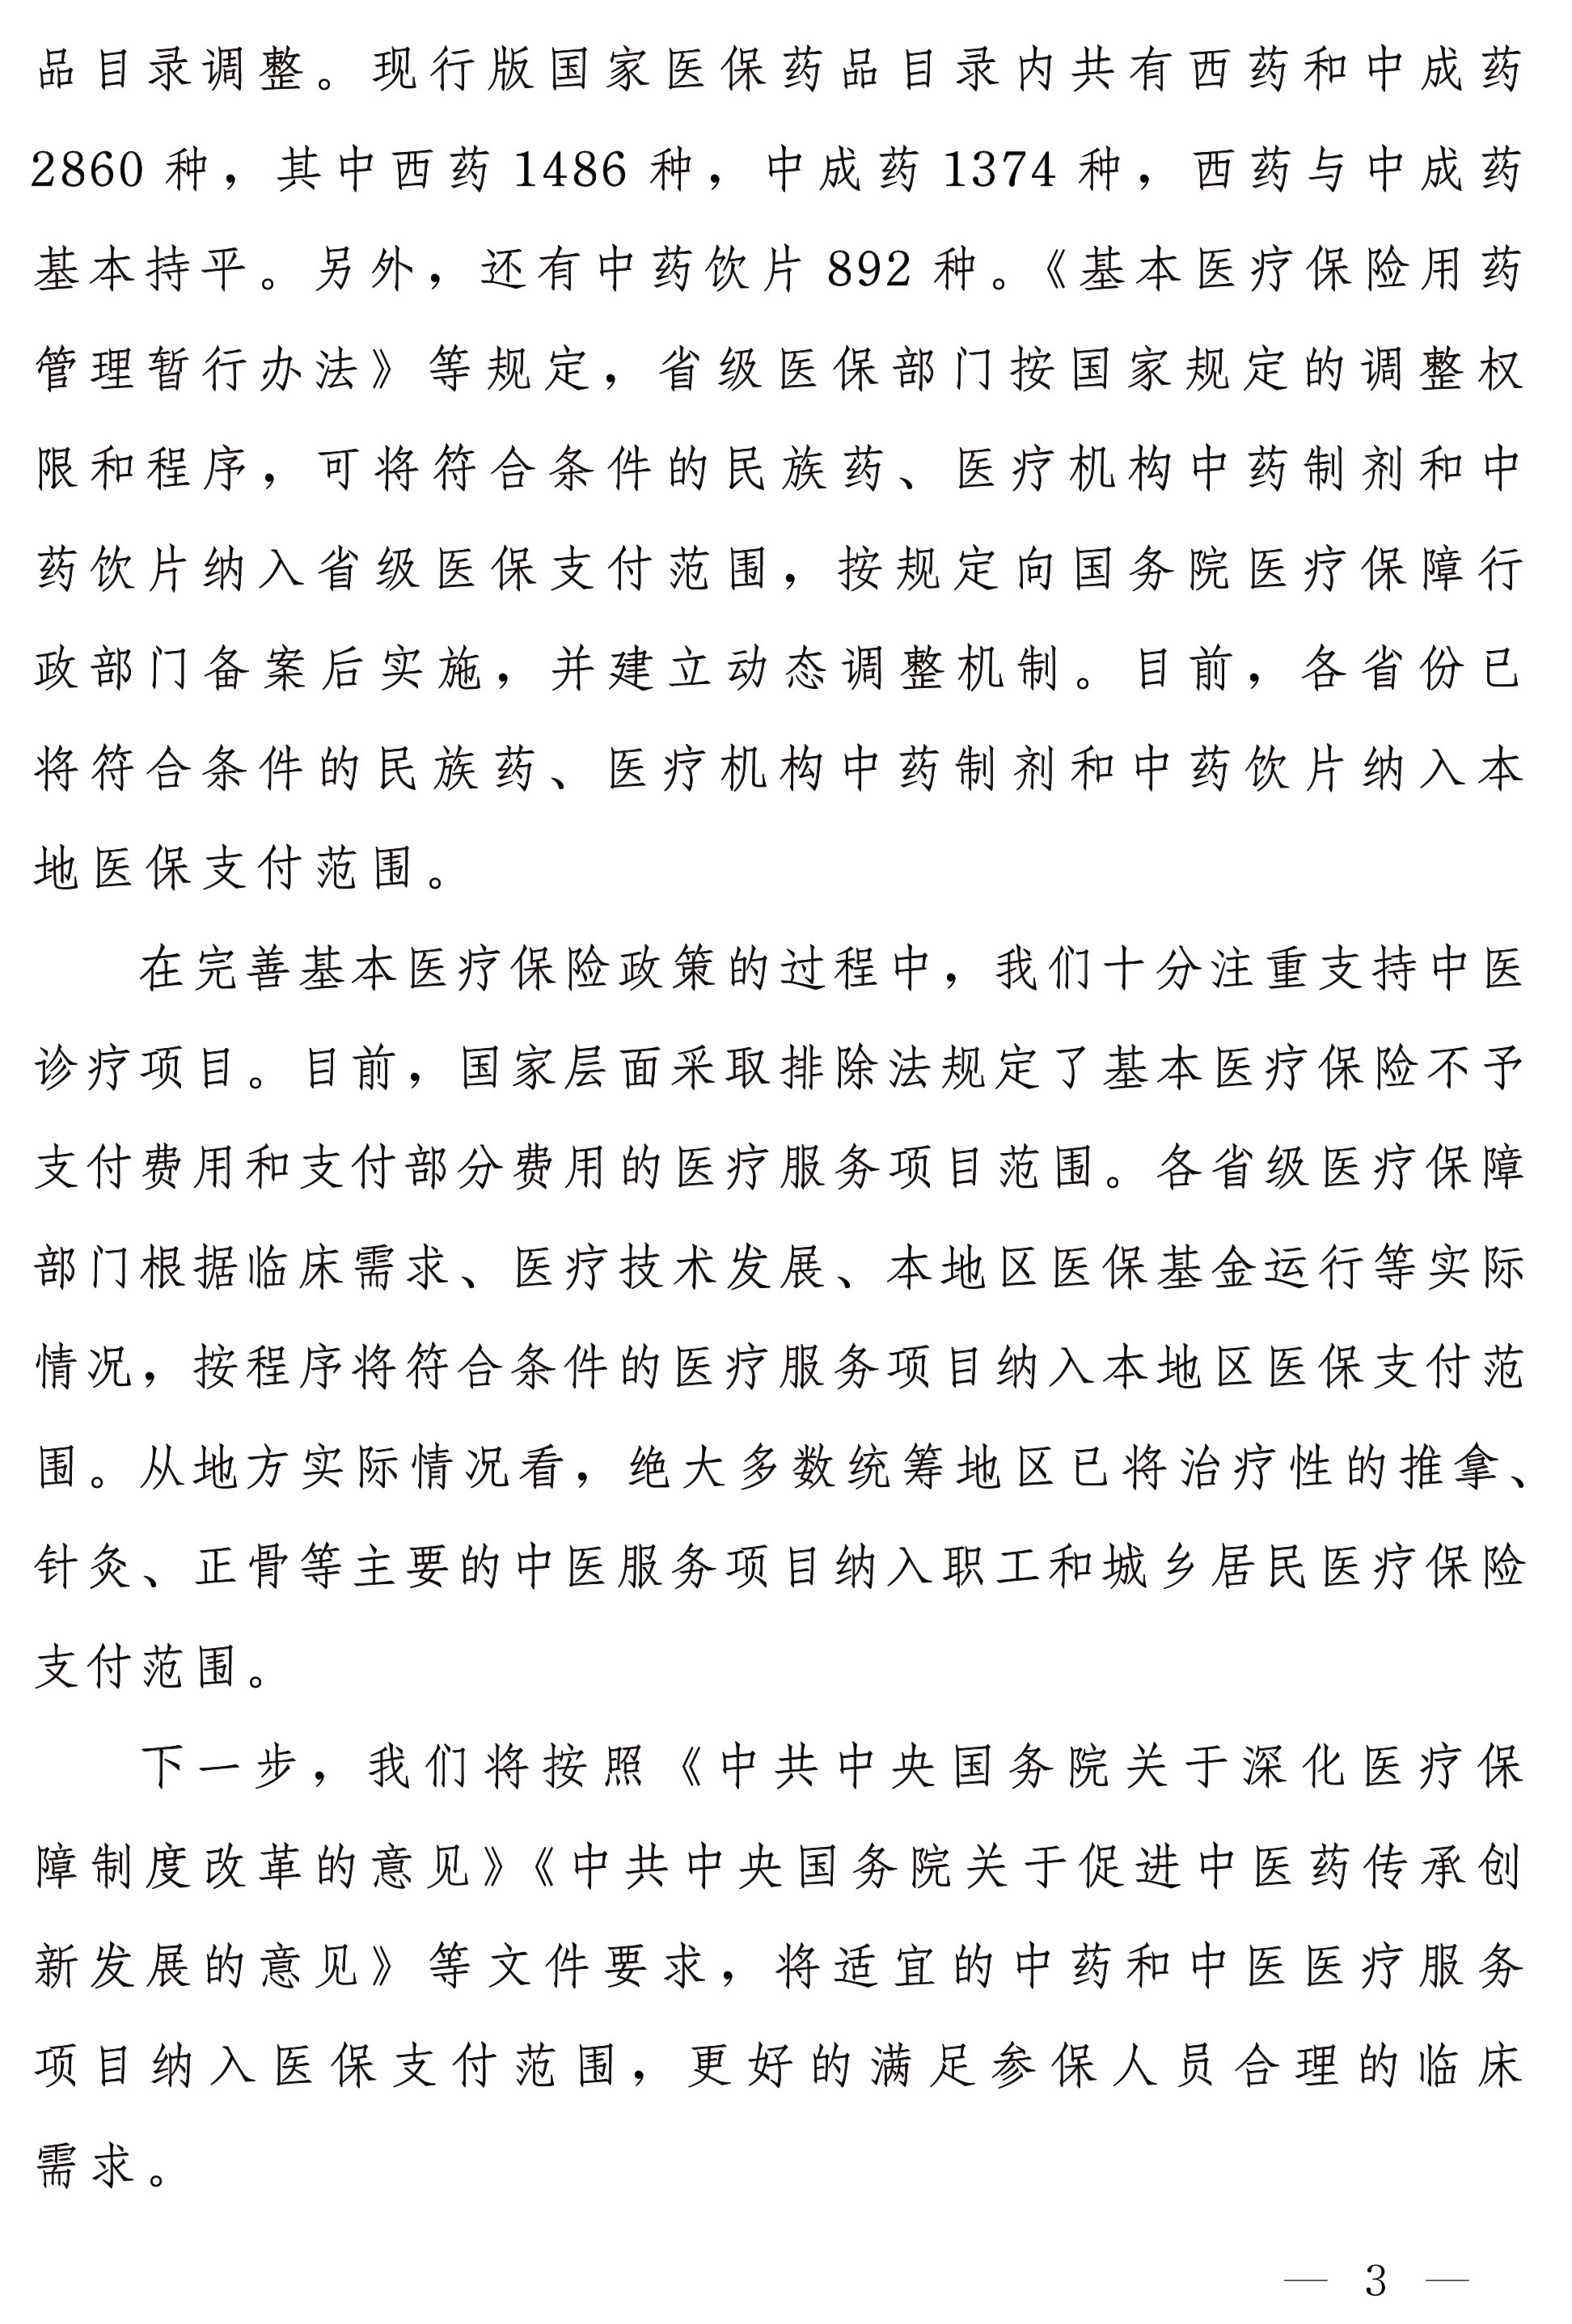 品目录调整。现行版国家医保药品目录内共有西药和中成药
2860 种，其中西药 1486 种，中成药 1374 种，西药与中成药
基本持平。另外，还有中药饮片 892 种。《基本医疗保险用药
管理暂行办法》等规定，省级医保部门按国家规定的调整权
限和程序，可将符合条件的民族药、医疗机构中药制剂和中
药饮片纳入省级医保支付范围，按规定向国务院医疗保障行
政部门备案后实施，并建立动态调整机制。目前，各省份已
将符合条件的民族药、医疗机构中药制剂和中药饮片纳入本
地医保支付范围。
在完善基本医疗保险政策的过程中，我们十分注重支持中医
诊疗项目。目前，国家层面采取排除法规定了基本医疗保险不予
支付费用和支付部分费用的医疗服务项目范围。各省级医疗保障
部门根据临床需求、医疗技术发展、本地区医保基金运行等实际
情况，按程序将符合条件的医疗服务项目纳入本地区医保支付范
围。从地方实际情况看，绝大多数统筹地区已将治疗性的推拿、
针灸、正骨等主要的中医服务项目纳入职工和城乡居民医疗保险
支付范围。
下一步，我们将按照《中共中央国务院关于深化医疗保
障制度改革的意见》《中共中央国务院关于促进中医药传承创
新发展的意见》等文件要求，将适宜的中药和中医医疗服务
项目纳入医保支付范围，更好的满足参保人员合理的临床
需求。
— 3 —